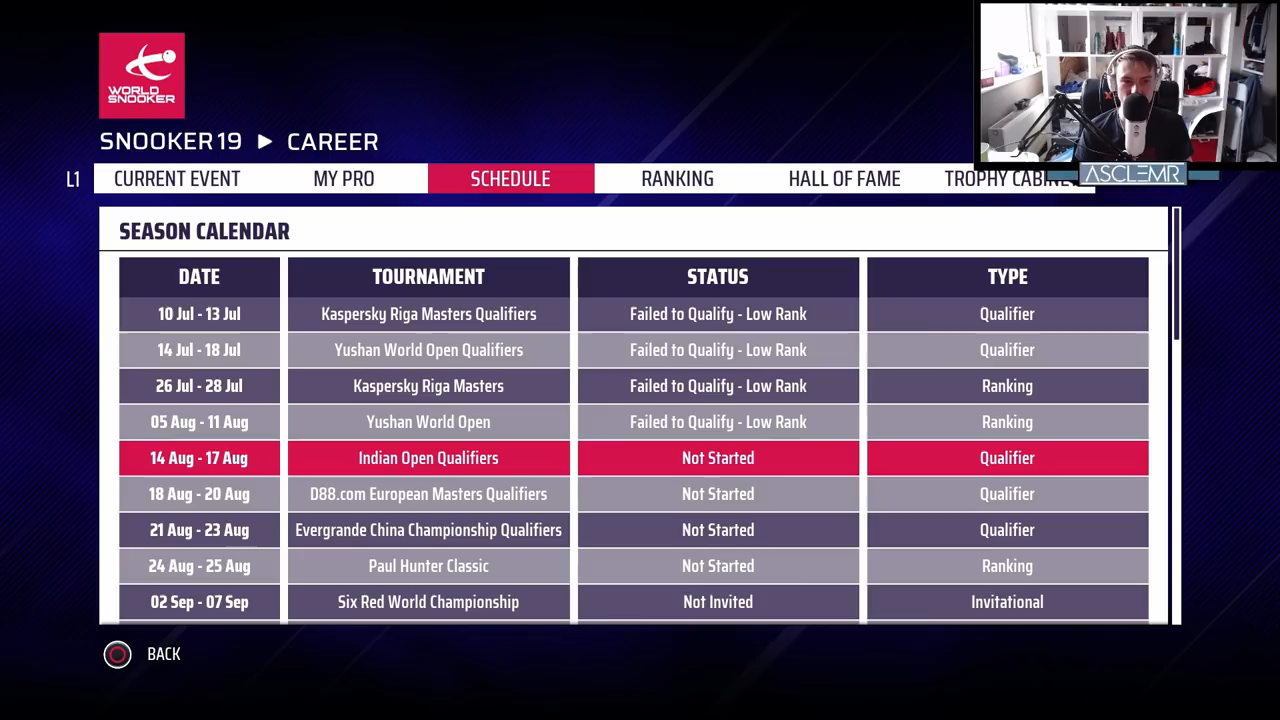 WORLD
SNOOKER
SNOOKER 19 ▶ CAREER
L1 CURRENT EVENT MY PRO SCHEDULE RANKING HALL OF FAME TROPHY CABINET
ASCLEMR
SEASON CALENDAR
DATE TOURNAMENT STATUS TYPE
10 Jul - 13 Jul Kaspersky Riga Masters Qualifiers Failed to Qualify - Low Rank Qualifier
14 Jul - 18 Jul Yushan World Open Qualifiers Failed to Qualify - Low Rank Qualifier
26 Jul - 28 Jul Kaspersky Riga Masters Failed to Qualify - Low Rank Ranking
05 Aug - 11 Aug Yushan World Open Failed to Qualify - Low Rank Ranking
14 Aug - 17 Aug Indian Open Qualifiers Not Started Qualifier
18 Aug - 20 Aug D88.com European Masters Qualifiers Not Started Qualifier
21 Aug - 23 Aug Evergrande China Championship Qualifiers Not Started Qualifier
24 Aug - 25 Aug Paul Hunter Classic Not Started Ranking
02 Sep - 07 Sep Six Red World Championship Not Invited Invitational
BACK